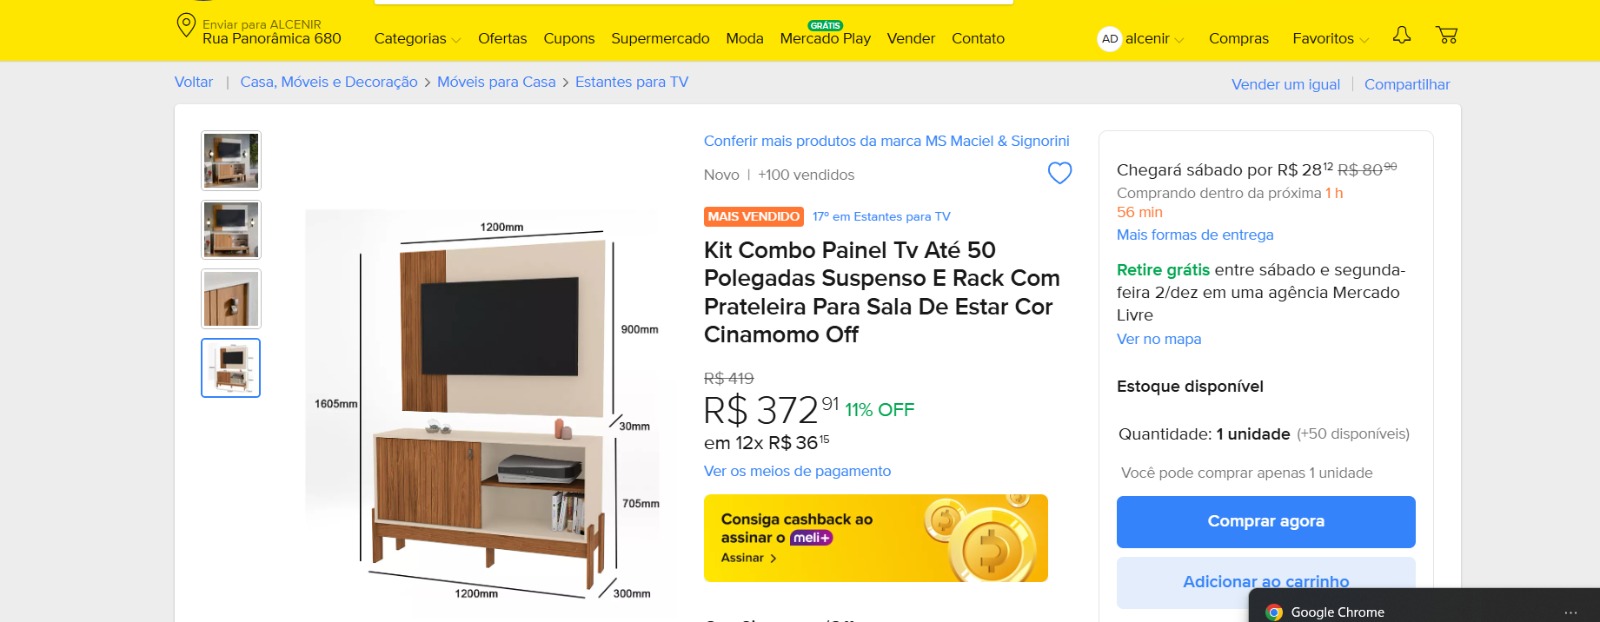 Enviar para ALCENIR
Rua Panorâmica 680
Categorias
Ofertas
Cupons
Supermercado
Moda
GRÁTIS
Mercado Play
Vender
Contato
AD
alcenir
Compras
Favoritos
Voltar | Casa, Móveis e Decoração > Móveis para Casa > Estantes para TV
Vender um igual | Compartilhar
1200mm
900mm
1605mm
30mm
705mm
1200mm
300mm
Conferir mais produtos da marca MS Maciel & Signorini
Novo | +100 vendidos
MAIS VENDIDO 17º em Estantes para TV
Kit Combo Painel Tv Até 50
Polegadas Suspenso E Rack Com
Prateleira Para Sala De Estar Cor
Cinamomo Off
R$ 419
R$ 372 91 11% OFF
em 12x R$ 36 15
Ver os meios de pagamento
Consiga cashback ao
assinar o meli+
Assinar >
Chegará sábado por R$ 28 12 R$ 80 90
Comprando dentro da próxima 1 h
56 min
Mais formas de entrega
Retire grátis entre sábado e segunda-
feira 2/dez em uma agência Mercado
Livre
Ver no mapa
Estoque disponível
Quantidade: 1 unidade (+50 disponíveis)
Você pode comprar apenas 1 unidade
Comprar agora
Adicionar ao carrinho
Google Chrome
...